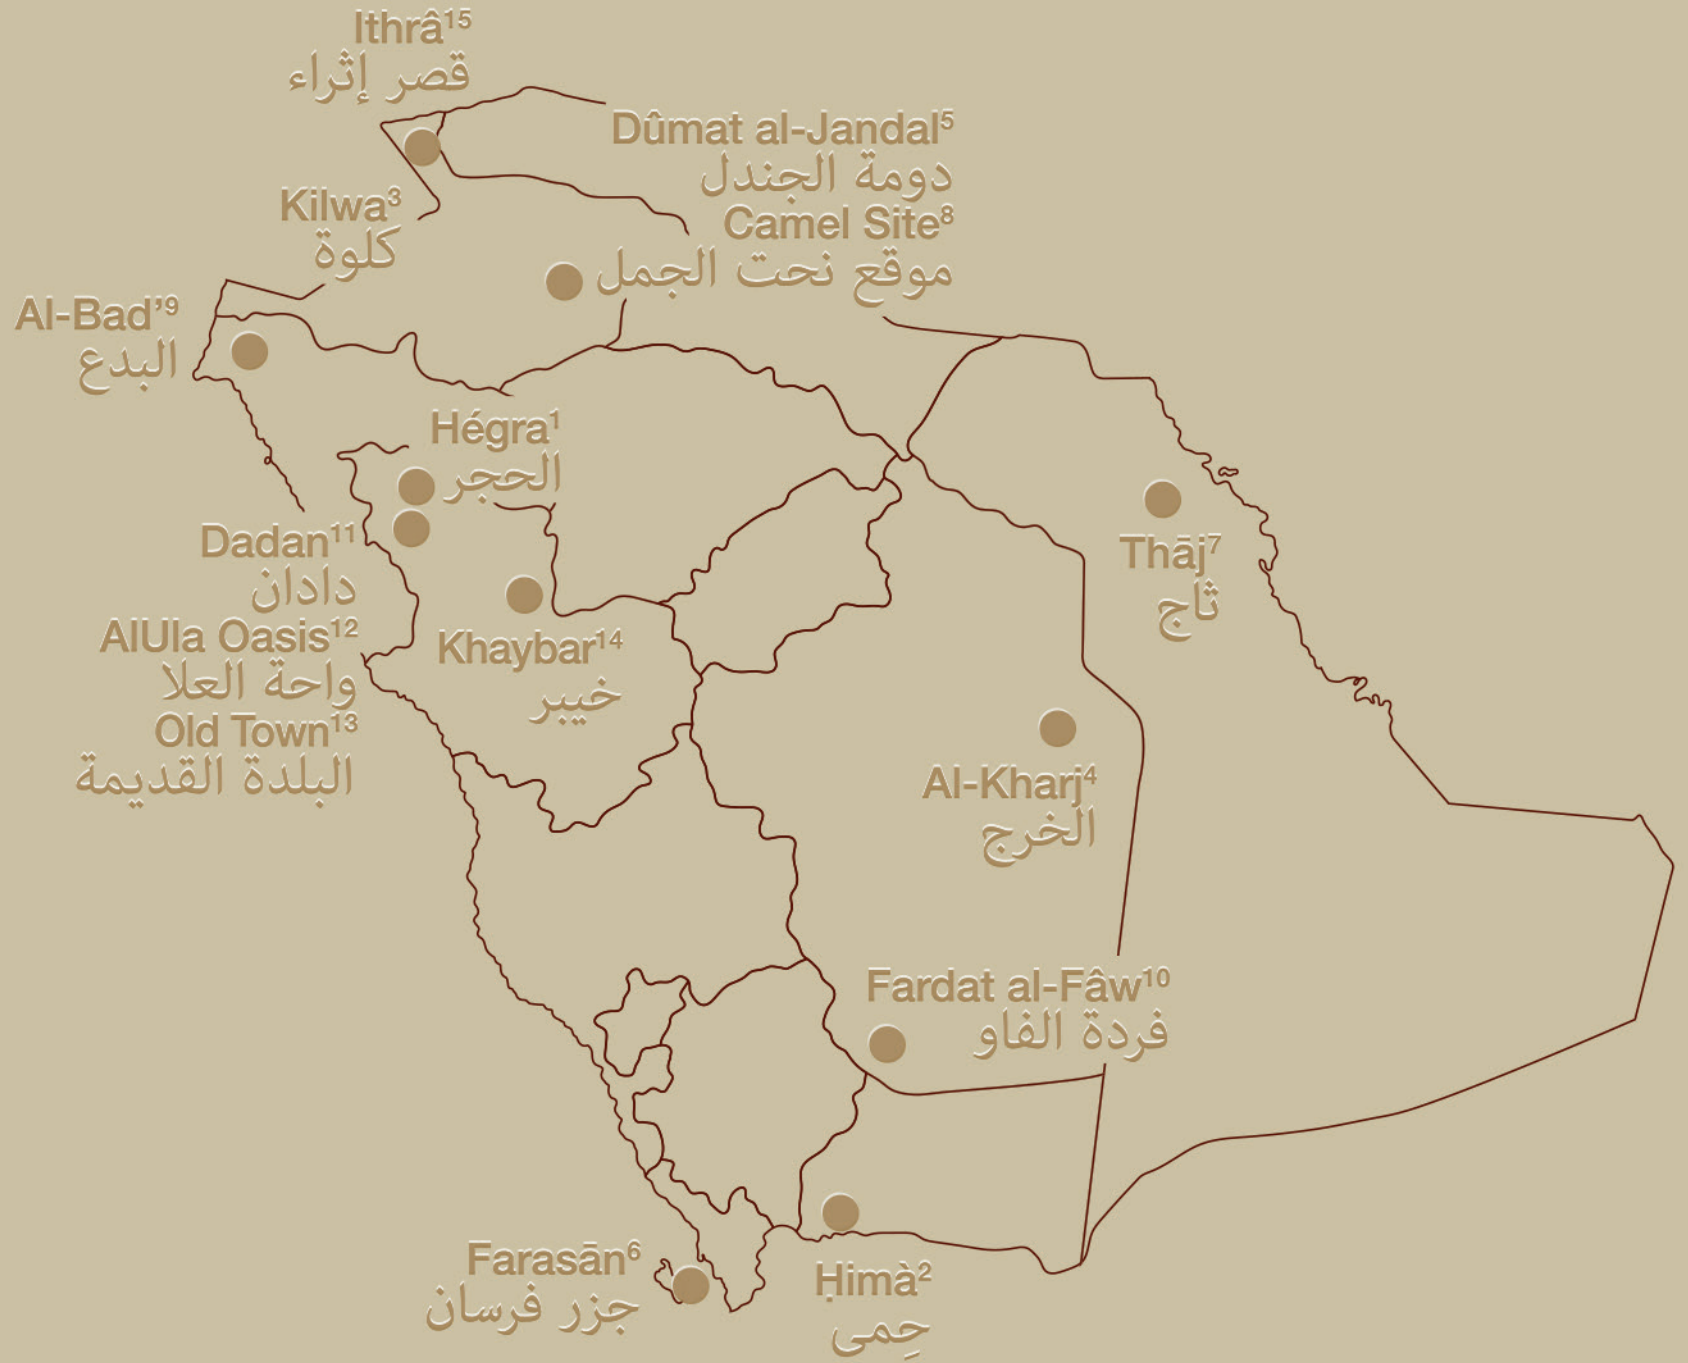 Ithrâ¹⁵
قصر إثراء
Dûmat al-Jandal⁵
دومة الجندل
Camel Site⁸
موقع نحت الجمل
Kilwa³
كلوة
Al-Bad’⁹
البدع
Hégra¹
الحجر
Dadan¹¹
دادان
AlUla Oasis¹²
واحة العلا
Old Town¹³
البلدة القديمة
Khaybar¹⁴
خيبر
Thāj⁷
ثاج
Al-Kharj⁴
الخرج
Fardat al-Fâw¹⁰
فردة الفاو
Farasān⁶
جزر فرسان
Ḥimà²
حِمى